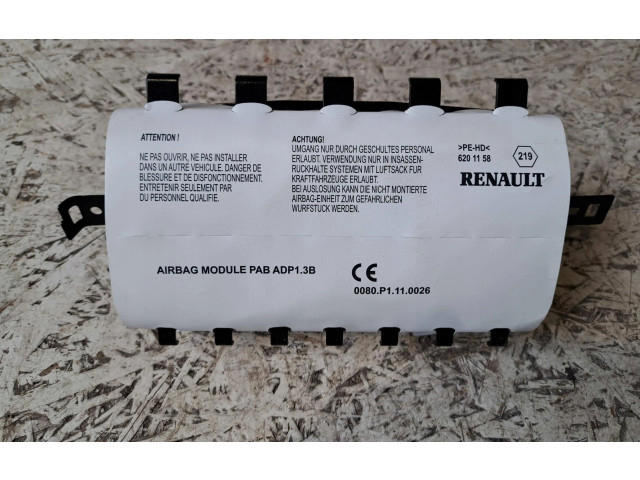 ATTENTION !
NE PAS OUVRIR, NE PAS INSTALLER
DANS UN AUTRE VEHICULE. DANGER DE
BLESSURE ET DE DISFONCTIONNEMENT.
ENTRETENIR SEULEMENT PAR
DU PERSONNEL QUALIFIE.
ACHTUNG!
UMGANG NUR DURCH GESCHULTES PERSONAL
ERLAUBT. VERWENDUNG NUR IN INSASSEN-
RUCKHALTE SYSTEMEN MIT LUFTSACK FUR
KRAFTFAHRZEUGE ERLAUBT.
BEI AUSLOSUNG KANN DIE NICHT MONTIERTE
AIRBAG-EINHEIT ZUM GEFAHRLICHEN
WURFSTUCK WERDEN.
>PE-HD<
620 11 58
219
RENAULT
AIRBAG MODULE PAB ADP1.3B
CE
0080.P1.11.0026